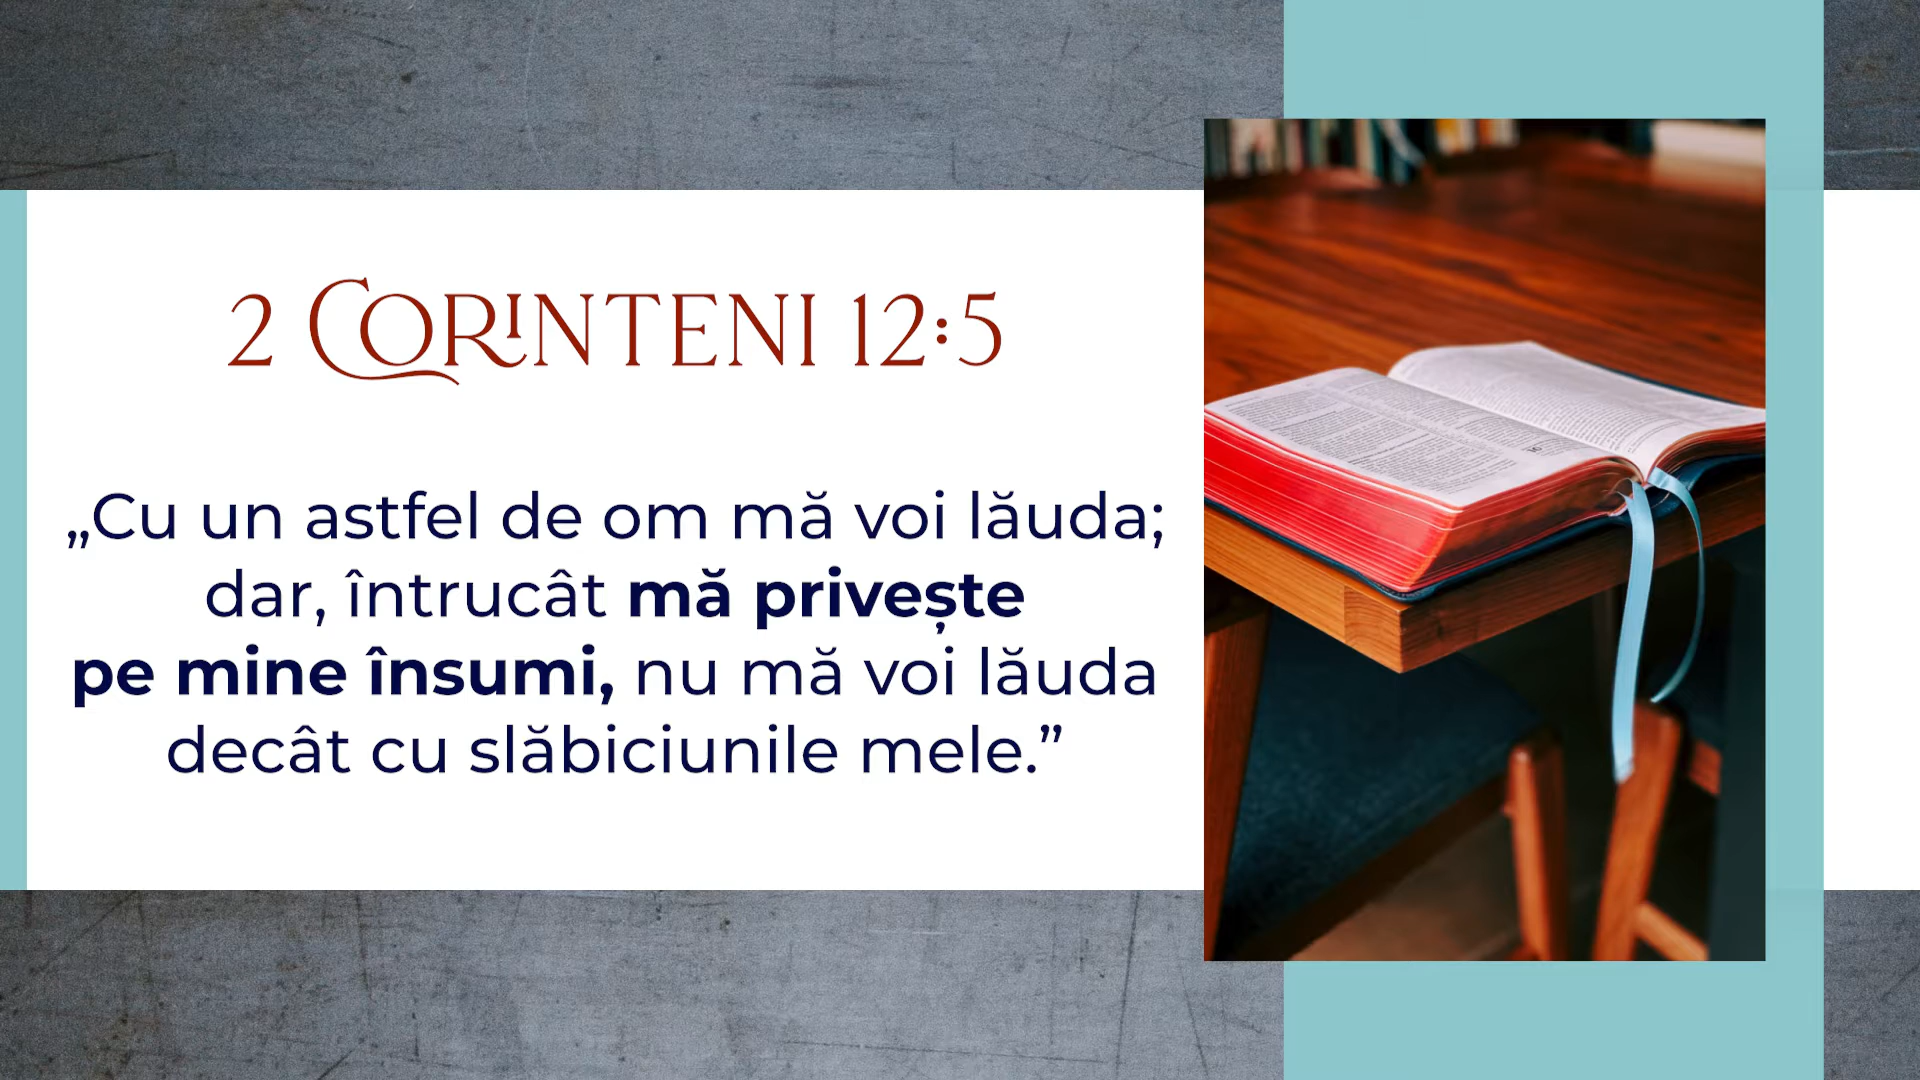 2 CORINTENI 12:5
„Cu un astfel de om mă voi lăuda;
dar, întrucât mă privește
pe mine însumi, nu mă voi lăuda
decât cu slăbiciunile mele.”